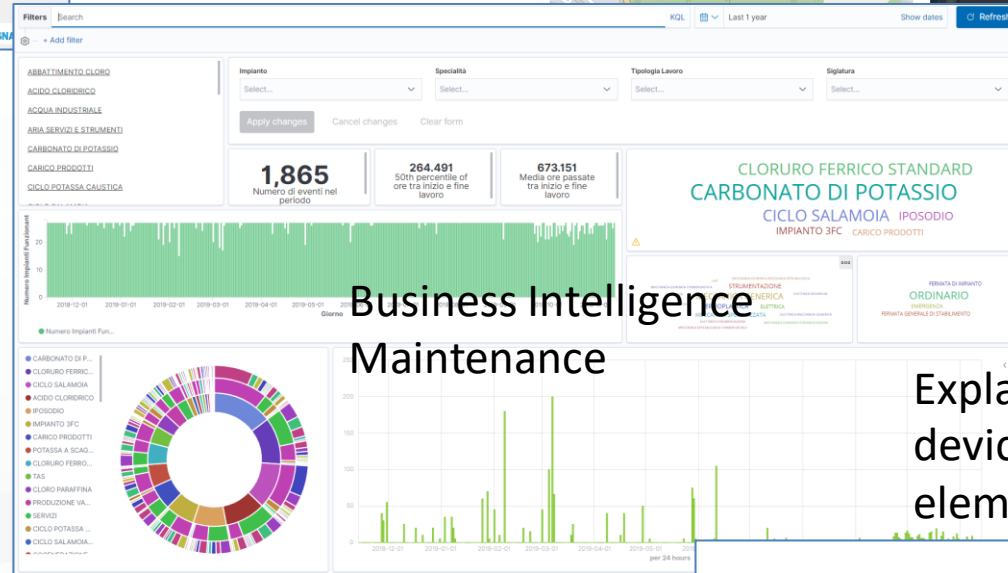 GNA
Filters
Search
KQL
Last 1 year
Show dates
Refresh
+ Add filter
ABBATTIMENTO CLORO
ACIDO CLORIDRICO
ACQUA INDUSTRIALE
ARIA SERVIZI E STRUMENTI
CARBONATO DI POTASSIO
CARICO PRODOTTI
CICLO POTASSA CAUSTICA
Impianto
Specialità
Tipologia Lavoro
Siglatura
Select...
Select...
Select...
Select...
Apply changes
Cancel changes
Clear form
1,865
Numero di eventi nel
periodo
264.491
50th percentile of
ore tra inizio e fine
lavoro
673.151
Media ore passate
tra inizio e fine
lavoro
CLORURO FERRICO STANDARD
CARBONATO DI POTASSIO
CICLO SALAMOIA IPOSODIO
IMPIANTO 3FC CARICO PRODOTTI
Numero Impianti Funzionant
20
10
0
2018-12-01 2019-01-01 2019-02-01 2019-03-01 2019-04-01 2019-05-01
Giorno
Numero Impianti Fun...
Business Intelligence
Maintenance
STRUMENTAZIONE
FERMATA DI IMPIANTO
ORDINARIO
EMERGENZA
FERMATA GENERALE DI STABILIMENTO
CARBONATO DI P...
CLORURO FERRIC...
CICLO SALAMOIA
ACIDO CLORIDRICO
IPOSODIO
IMPIANTO 3FC
CARICO PRODOTTI
POTASSA A SCAG...
CLORURO FERRO...
TAS
CLORO PARAFFINA
PRODUZIONE VA...
SERVIZI
CICLO POTASSA ...
CICLO SALAMOIA...
250
200
150
100
50
0
2018-12-01 2019-01-01 2019-02-01 2019-03-01 2019-04-01 2019-05-01
per 24 hours
Expla
devic
elem